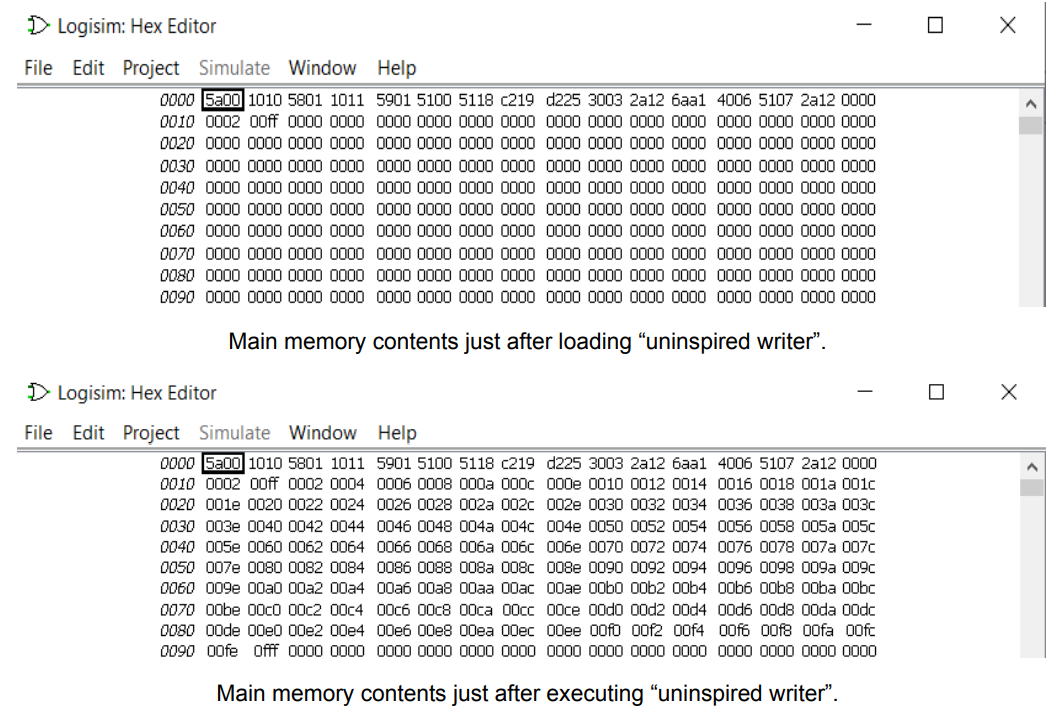 Logisim: Hex Editor
File Edit Project Simulate Window Help
0000 5a00 1010 5801 1011 5901 5100 5118 c219 d225 3003 2a12 6aa1 4006 5107 2a12 0000
0010 0002 00ff 0000 0000 0000 0000 0000 0000 0000 0000 0000 0000 0000 0000 0000 0000
0020 0000 0000 0000 0000 0000 0000 0000 0000 0000 0000 0000 0000 0000 0000 0000 0000
0030 0000 0000 0000 0000 0000 0000 0000 0000 0000 0000 0000 0000 0000 0000 0000 0000
0040 0000 0000 0000 0000 0000 0000 0000 0000 0000 0000 0000 0000 0000 0000 0000 0000
0050 0000 0000 0000 0000 0000 0000 0000 0000 0000 0000 0000 0000 0000 0000 0000 0000
0060 0000 0000 0000 0000 0000 0000 0000 0000 0000 0000 0000 0000 0000 0000 0000 0000
0070 0000 0000 0000 0000 0000 0000 0000 0000 0000 0000 0000 0000 0000 0000 0000 0000
0080 0000 0000 0000 0000 0000 0000 0000 0000 0000 0000 0000 0000 0000 0000 0000 0000
0090 0000 0000 0000 0000 0000 0000 0000 0000 0000 0000 0000 0000 0000 0000 0000 0000
Main memory contents just after loading “uninspired writer”.
Logisim: Hex Editor
File Edit Project Simulate Window Help
0000 5a00 1010 5801 1011 5901 5100 5118 c219 d225 3003 2a12 6aa1 4006 5107 2a12 0000
0010 0002 00ff 0002 0004 0006 0008 000a 000c 000e 0010 0012 0014 0016 0018 001a 001c
0020 001e 0020 0022 0024 0026 0028 002a 002c 002e 0030 0032 0034 0036 0038 003a 003c
0030 003e 0040 0042 0044 0046 0048 004a 004c 004e 0050 0052 0054 0056 0058 005a 005c
0040 005e 0060 0062 0064 0066 0068 006a 006c 006e 0070 0072 0074 0076 0078 007a 007c
0050 007e 0080 0082 0084 0086 0088 008a 008c 008e 0090 0092 0094 0096 0098 009a 009c
0060 009e 00a0 00a2 00a4 00a6 00a8 00aa 00ac 00ae 00b0 00b2 00b4 00b6 00b8 00ba 00bc
0070 00be 00c0 00c2 00c4 00c6 00c8 00ca 00cc 00ce 00d0 00d2 00d4 00d6 00d8 00da 00dc
0080 00de 00e0 00e2 00e4 00e6 00e8 00ea 00ec 00ee 00f0 00f2 00f4 00f6 00f8 00fa 00fc
0090 00fe 0fff 0000 0000 0000 0000 0000 0000 0000 0000 0000 0000 0000 0000 0000 0000
Main memory contents just after executing “uninspired writer”.